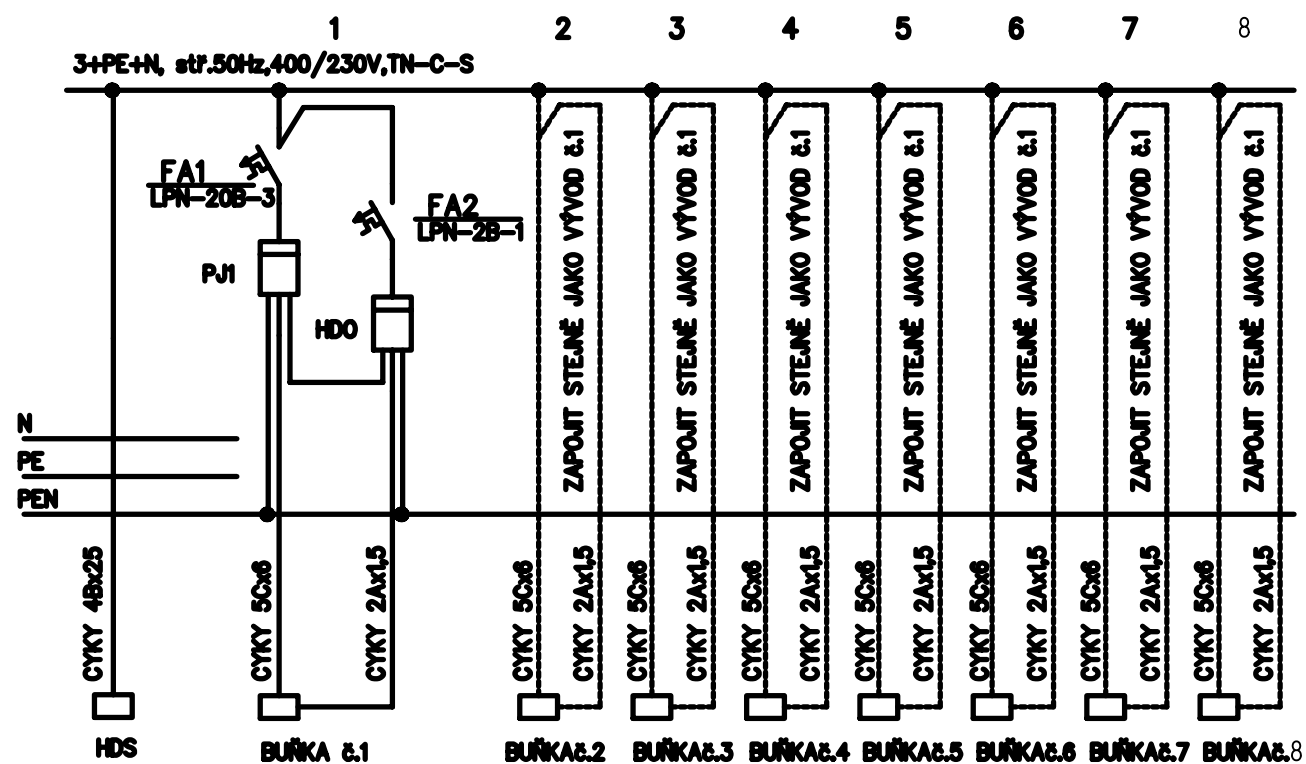 1 2 3 4 5 6 7 8
3+PE+N, stř.50Hz,400/230V,TN-C-S
FA1
LPN-20B-3
FA2
LPN-2B-1
PJ1
HDO
N
PE
PEN
ZAPOJIT STEJNĚ JAKO VÝVOD č.1
ZAPOJIT STEJNĚ JAKO VÝVOD č.1
ZAPOJIT STEJNĚ JAKO VÝVOD č.1
ZAPOJIT STEJNĚ JAKO VÝVOD č.1
ZAPOJIT STEJNĚ JAKO VÝVOD č.1
ZAPOJIT STEJNĚ JAKO VÝVOD č.1
ZAPOJIT STEJNĚ JAKO VÝVOD č.1
CYKY 4Bx25
CYKY 5Cx6
CYKY 2Ax1,5
CYKY 5Cx6
CYKY 2Ax1,5
CYKY 5Cx6
CYKY 2Ax1,5
CYKY 5Cx6
CYKY 2Ax1,5
CYKY 5Cx6
CYKY 2Ax1,5
CYKY 5Cx6
CYKY 2Ax1,5
CYKY 5Cx6
CYKY 2Ax1,5
CYKY 5Cx6
CYKY 2Ax1,5
HDS
BUŇKA č.1
BUŇKAč.2
BUŇKAč.3
BUŇKAč.4
BUŇKAč.5
BUŇKAč.6
BUŇKAč.7
BUŇKAč.8